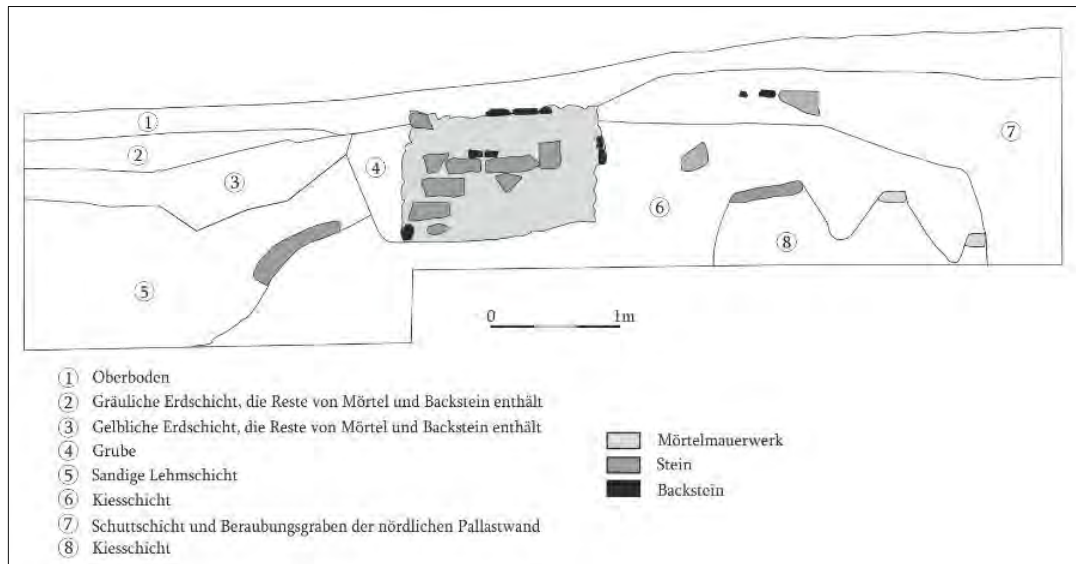 1
2
3
4
5
6
7
8
0 1m
1 Oberboden
2 Gräuliche Erdschicht, die Reste von Mörtel und Backstein enthält
3 Gelbliche Erdschicht, die Reste von Mörtel und Backstein enthält
4 Grube
5 Sandige Lehmschicht
6 Kiesschicht
7 Schuttschicht und Beraubungsgraben der nördlichen Pallastwand
8 Kiesschicht
Mörtelmauerwerk
Stein
Backstein